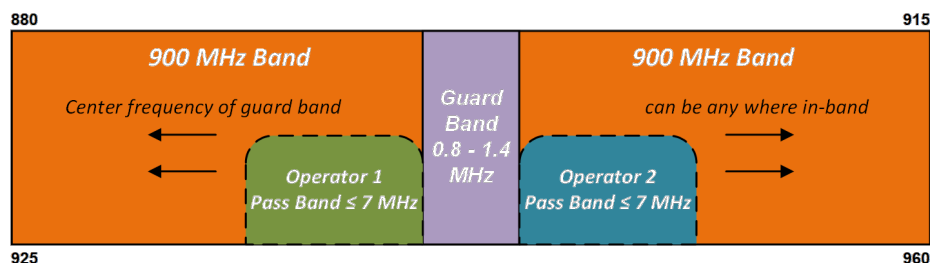 880
915
900 MHz Band
900 MHz Band
Center frequency of guard band
can be any where in-band
Guard
Band
0.8 - 1.4
MHz
Operator 1
Pass Band ≤ 7 MHz
Operator 2
Pass Band ≤ 7 MHz
925
960